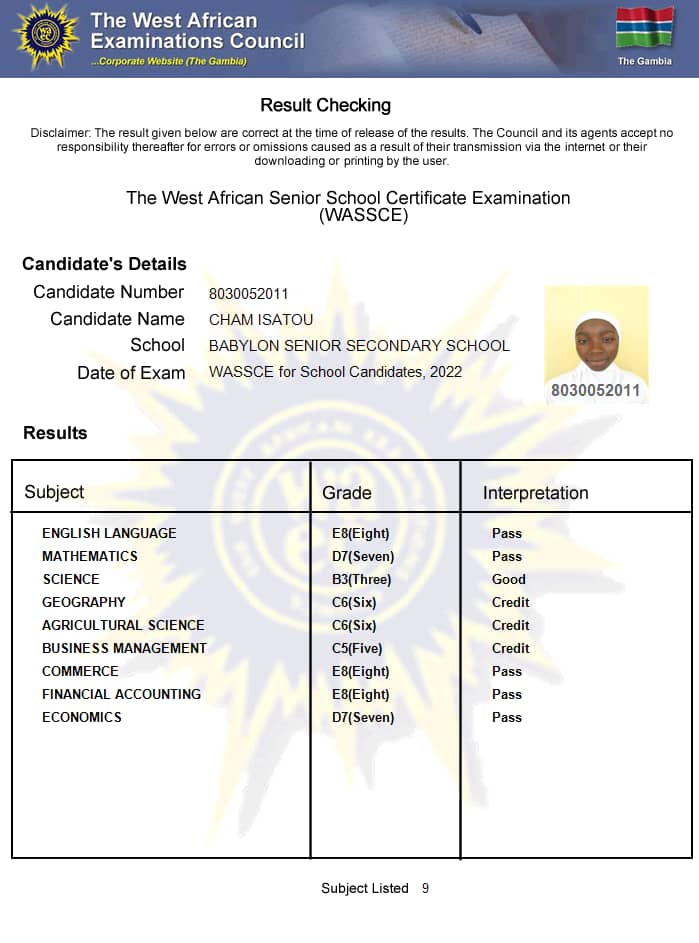 The West African
Examinations Council
...Corporate Website (The Gambia)
The Gambia
Result Checking
Disclaimer: The result given below are correct at the time of release of the results. The Council and its agents accept no
responsibility thereafter for errors or omissions caused as a result of their transmission via the internet or their
downloading or printing by the user.
The West African Senior School Certificate Examination
(WASSCE)
Candidate's Details
Candidate Number 8030052011
Candidate Name CHAM ISATOU
School BABYLON SENIOR SECONDARY SCHOOL
Date of Exam WASSCE for School Candidates, 2022
8030052011
Results
Subject Grade Interpretation
ENGLISH LANGUAGE E8(Eight) Pass
MATHEMATICS D7(Seven) Pass
SCIENCE B3(Three) Good
GEOGRAPHY C6(Six) Credit
AGRICULTURAL SCIENCE C6(Six) Credit
BUSINESS MANAGEMENT C5(Five) Credit
COMMERCE E8(Eight) Pass
FINANCIAL ACCOUNTING E8(Eight) Pass
ECONOMICS D7(Seven) Pass
Subject Listed 9